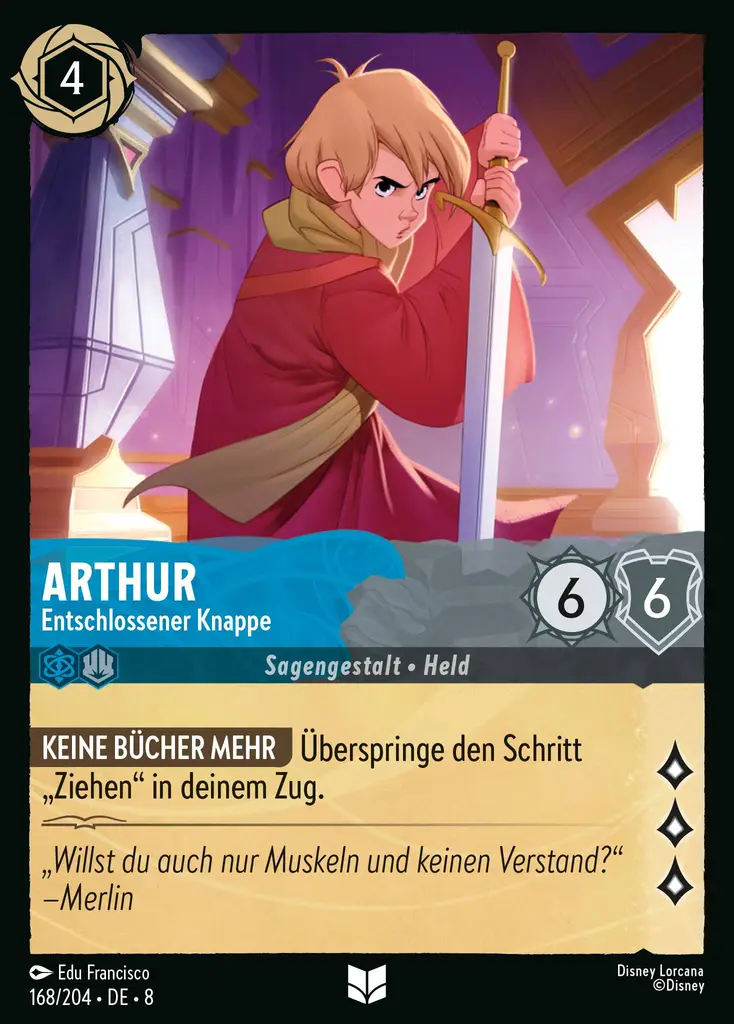 4
ARTHUR
Entschlossener Knappe
6
6
Sagengestalt • Held
KEINE BÜCHER MEHR Überspringe den Schritt
„Ziehen“ in deinem Zug.
„Willst du auch nur Muskeln und keinen Verstand?“
–Merlin
Edu Francisco
168/204 • DE • 8
Disney Lorcana
©Disney